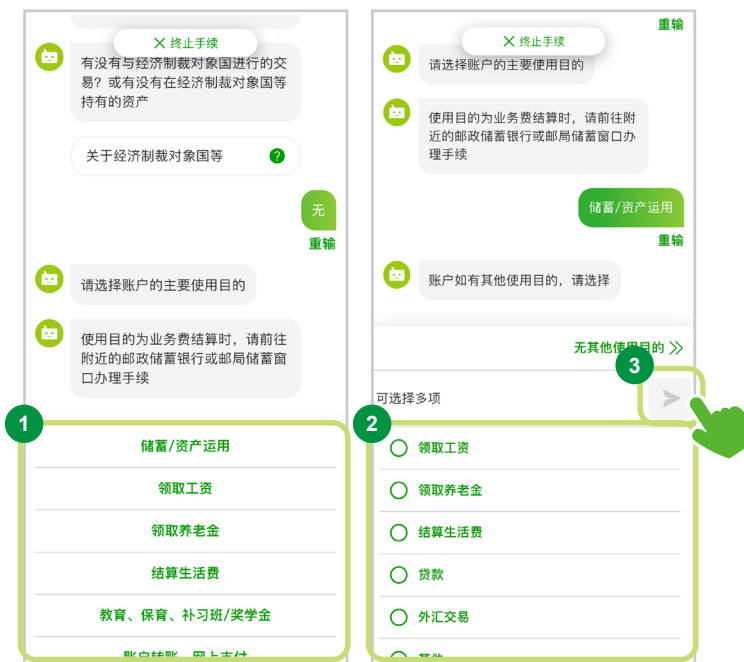 终止手续
有没有与经济制裁对象国进行的交
易？或有没有在经济制裁对象国等
持有的资产
关于经济制裁对象国等
?
无
重输
请选择账户的主要使用目的
使用目的为业务费结算时，请前往
附近的邮政储蓄银行或邮局储蓄窗
口办理手续
1
储蓄/资产运用
领取工资
领取养老金
结算生活费
教育、保育、补习班/奖学金
账户转账、网上支付
重输
终止手续
请选择账户的主要使用目的
使用目的为业务费结算时，请前往附
近的邮政储蓄银行或邮局储蓄窗口办
理手续
储蓄/资产运用
重输
账户如有其他使用目的，请选择
无其他使用目的
3
可选择多项
2
领取工资
领取养老金
结算生活费
贷款
外汇交易
其他